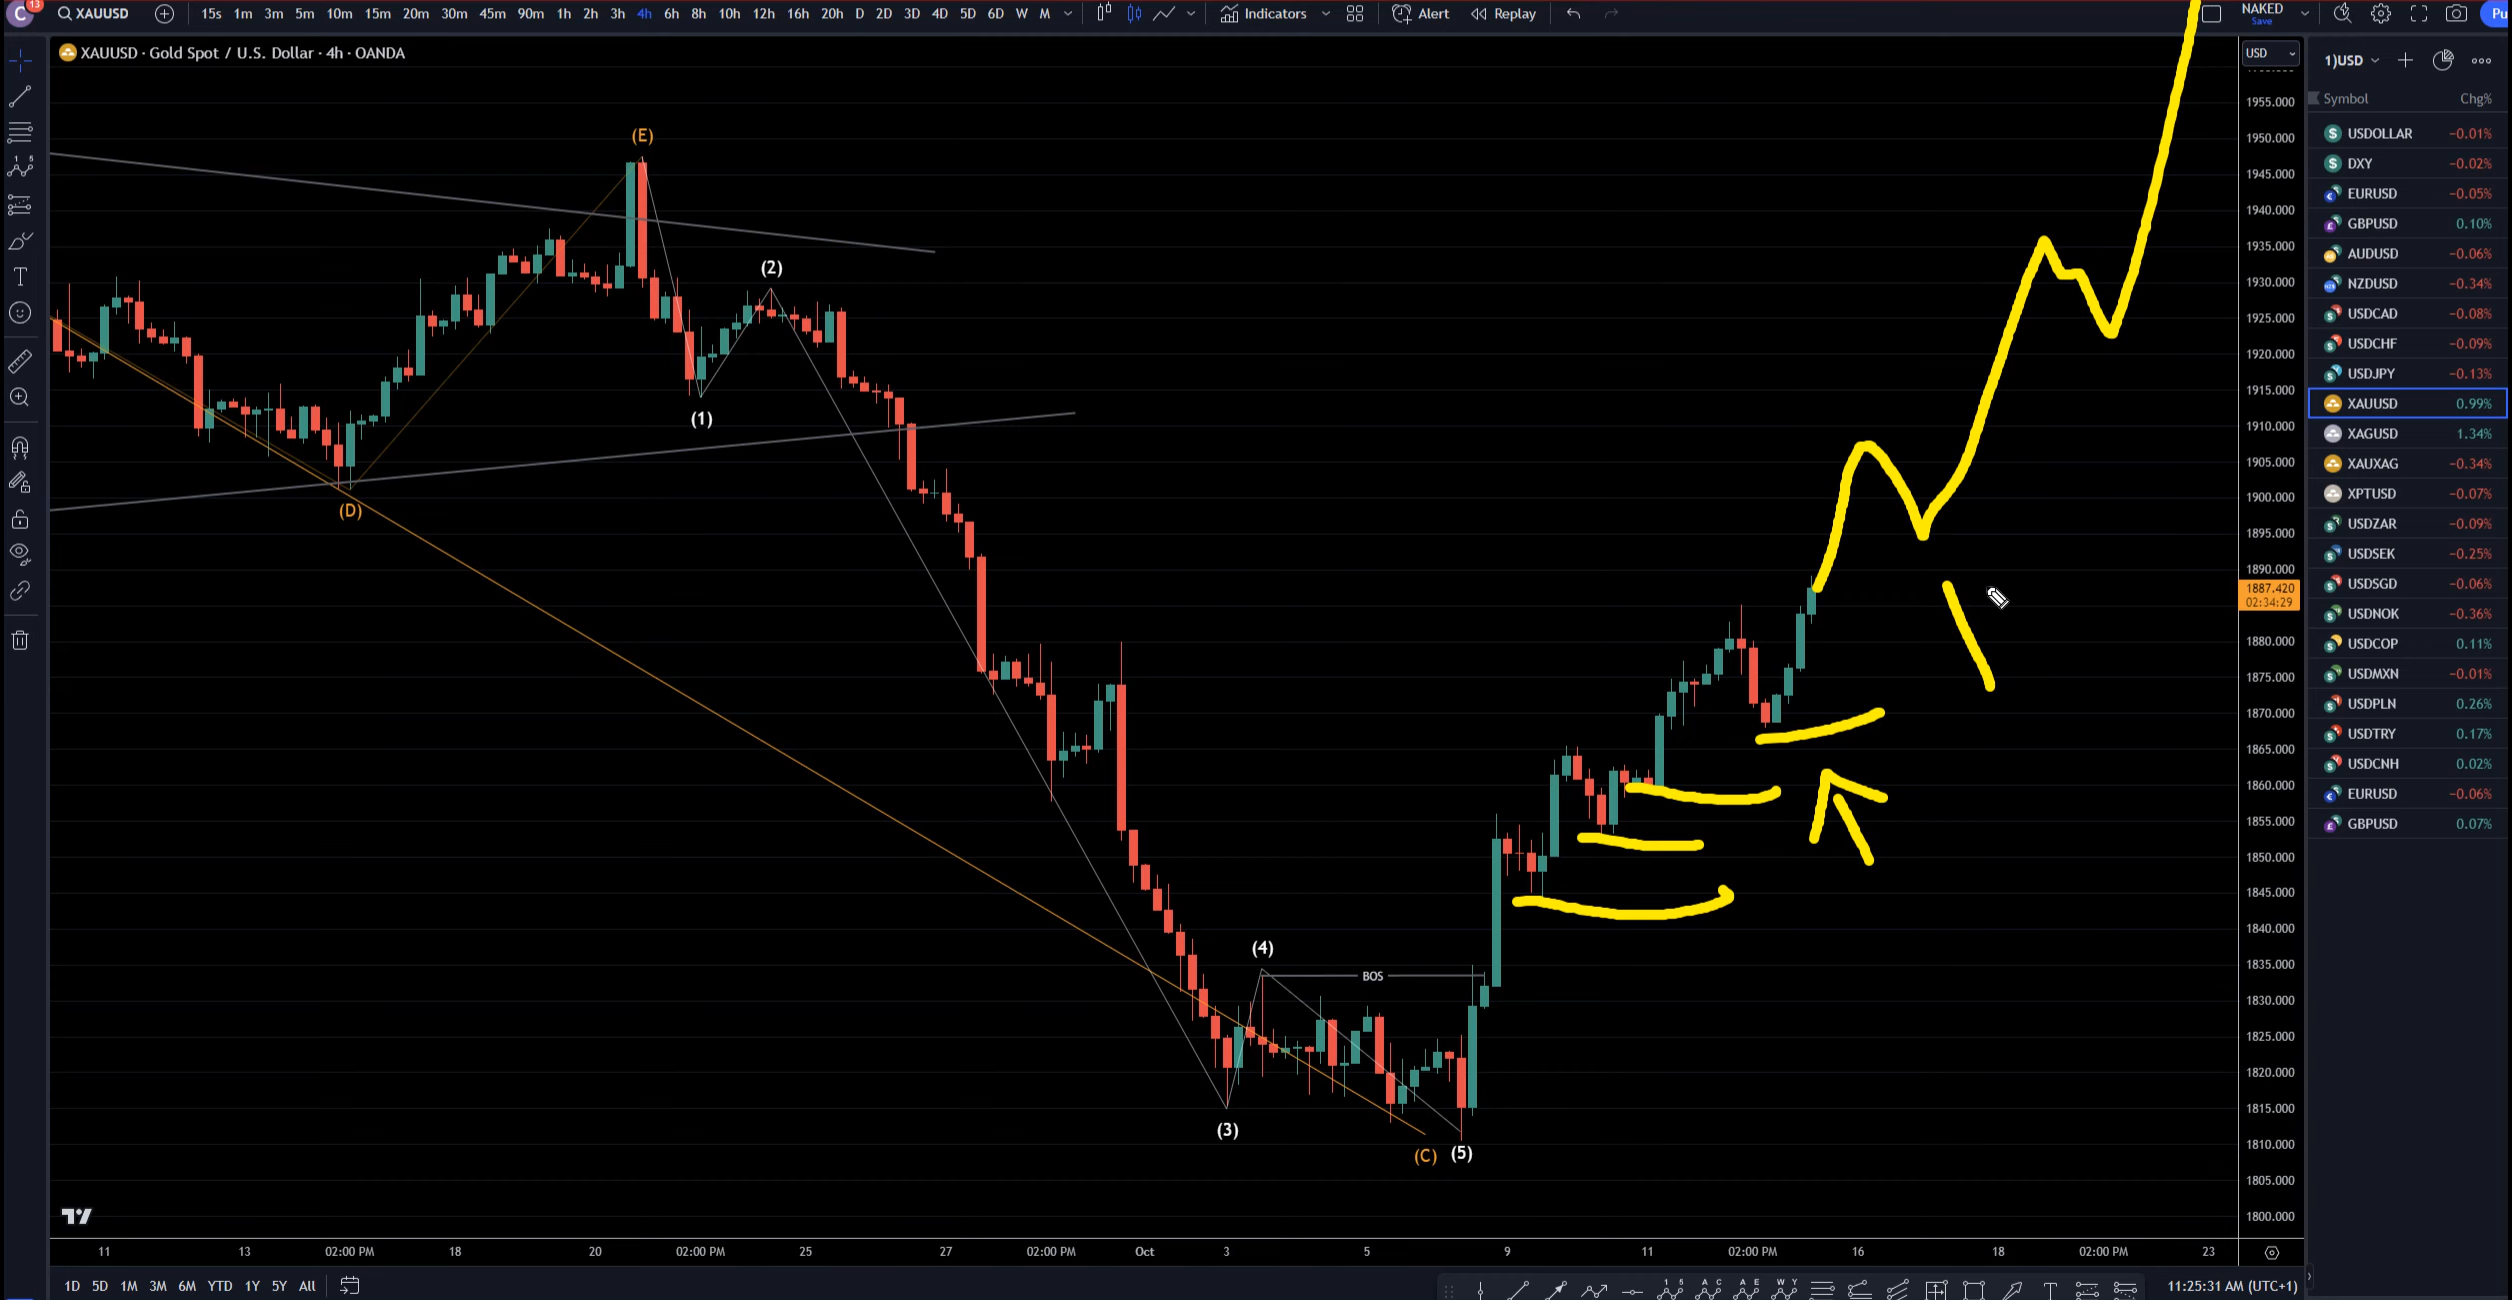 C 13 XAUUSD 15s 1m 3m 5m 10m 15m 20m 30m 45m 90m 1h 2h 3h 4h 6h 8h 10h 12h 16h 20h D 2D 3D 4D 5D 6D W M Indicators Alert Replay NAKED Pu
Save
XAUUSD · Gold Spot / U.S. Dollar · 4h · OANDA
USD
1)USD
Symbol Chg%
1955.000
1950.000
1945.000
1940.000
1935.000
1930.000
1925.000
1920.000
1915.000
1910.000
1905.000
1900.000
1895.000
1890.000
1887.420
02:34:29
1880.000
1875.000
1870.000
1865.000
1860.000
1855.000
1850.000
1845.000
1840.000
1835.000
1830.000
1825.000
1820.000
1815.000
1810.000
1805.000
1800.000
USDOLLAR −0.01%
DXY −0.02%
EURUSD −0.05%
GBPUSD 0.10%
AUDUSD −0.06%
NZDUSD −0.34%
USDCAD −0.08%
USDCHF −0.09%
USDJPY −0.13%
XAUUSD 0.99%
XAGUSD 1.34%
XAUXAG −0.34%
XPTUSD −0.07%
USDZAR −0.09%
USDSEK −0.25%
USDSGD −0.06%
USDNOK −0.36%
USDCOP 0.11%
USDMXN −0.01%
USDPLN 0.26%
USDTRY 0.17%
USDCNH 0.02%
EURUSD −0.06%
GBPUSD 0.07%
(E)
(2)
(1)
(D)
(4)
BOS
(3)
(C) (5)
11 13 02:00 PM 18 20 02:00 PM 25 27 02:00 PM Oct 3 5 9 11 02:00 PM 16 18 02:00 PM 23
1D 5D 1M 3M 6M YTD 1Y 5Y All 11:25:31 AM (UTC+1)